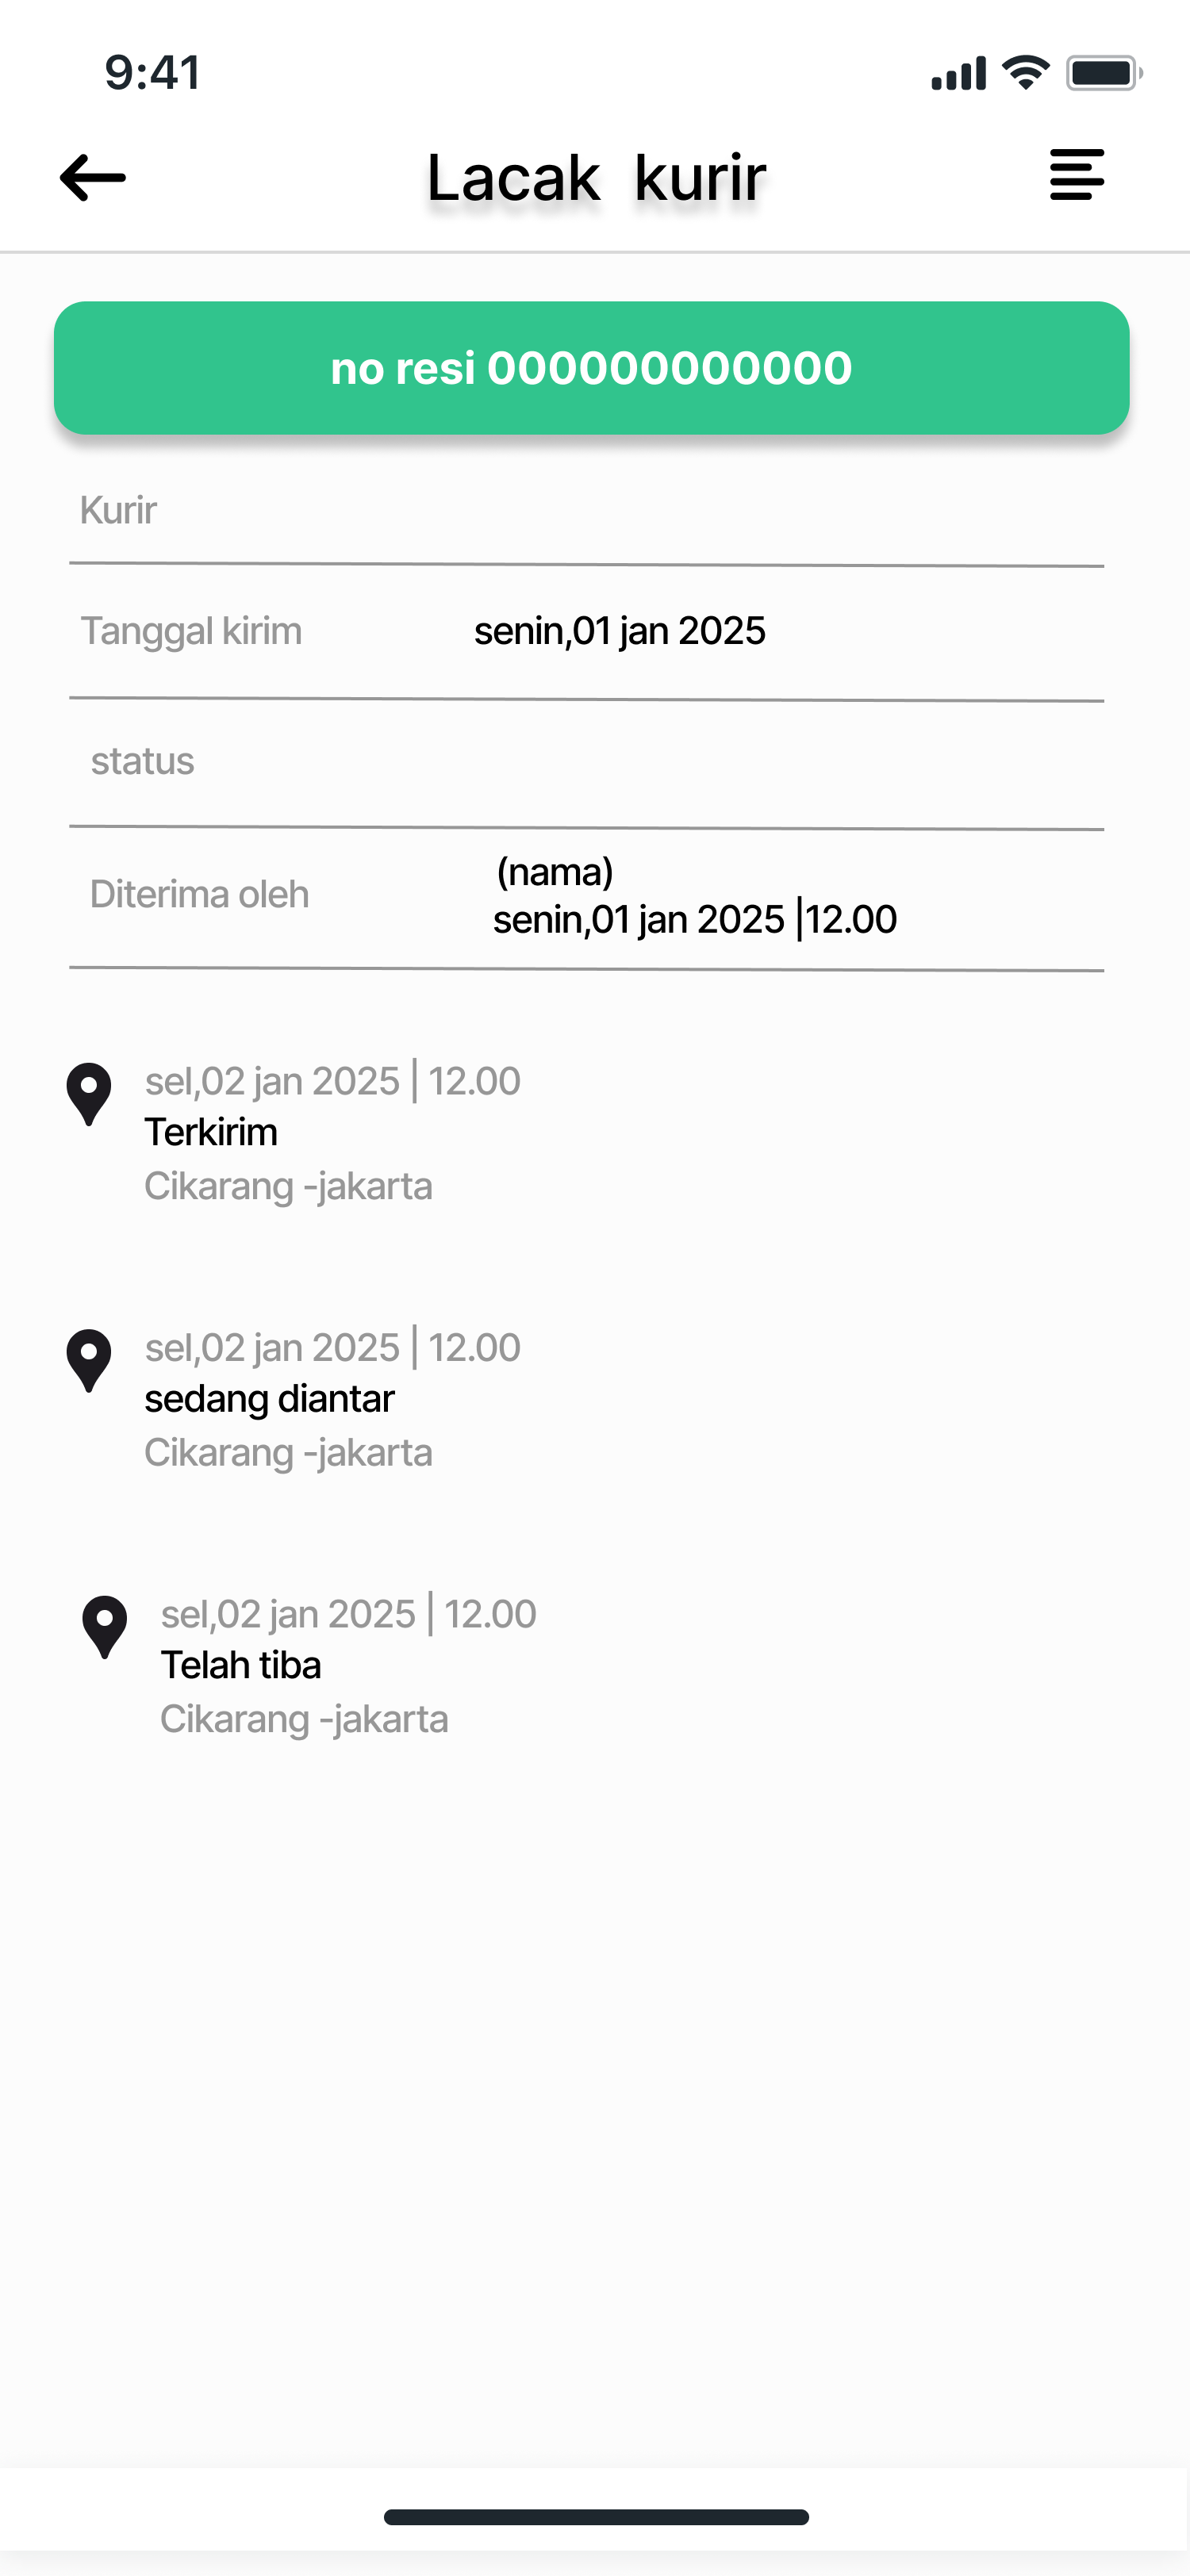 9:41
Lacak kurir
no resi 000000000000
Kurir
Tanggal kirim senin,01 jan 2025
status
Diterima oleh (nama)
senin,01 jan 2025 |12.00
sel,02 jan 2025 | 12.00
Terkirim
Cikarang -jakarta
sel,02 jan 2025 | 12.00
sedang diantar
Cikarang -jakarta
sel,02 jan 2025 | 12.00
Telah tiba
Cikarang -jakarta